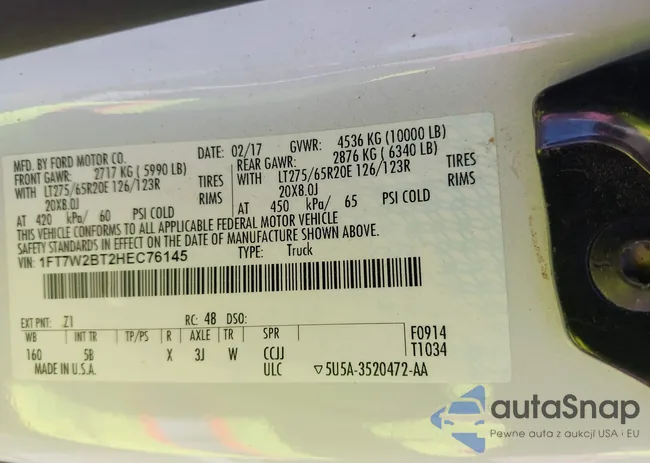 MFD. BY FORD MOTOR CO. DATE: 02/17 GVWR: 4536 KG (10000 LB)
FRONT GAWR: 2717 KG ( 5990 LB) REAR GAWR: 2876 KG ( 6340 LB)
WITH LT275/65R20E 126/123R TIRES WITH LT275/65R20E 126/123R TIRES
20X8.0J RIMS 20X8.0J RIMS
AT 420 kPa/ 60 PSI COLD AT 450 kPa/ 65 PSI COLD
THIS VEHICLE CONFORMS TO ALL APPLICABLE FEDERAL MOTOR VEHICLE
SAFETY STANDARDS IN EFFECT ON THE DATE OF MANUFACTURE SHOWN ABOVE.
VIN: 1FT7W2BT2HEC76145 TYPE: Truck
EXT PNT: Z1 RC: 48 DSO:
WB INT TR TP/PS R AXLE TR SPR F0914
160 5B X 3J W CCJJ T1034
MADE IN U.S.A. ULC ▽5U5A-3520472-AA
autaSnap
Pewne auta z aukcji USA i EU